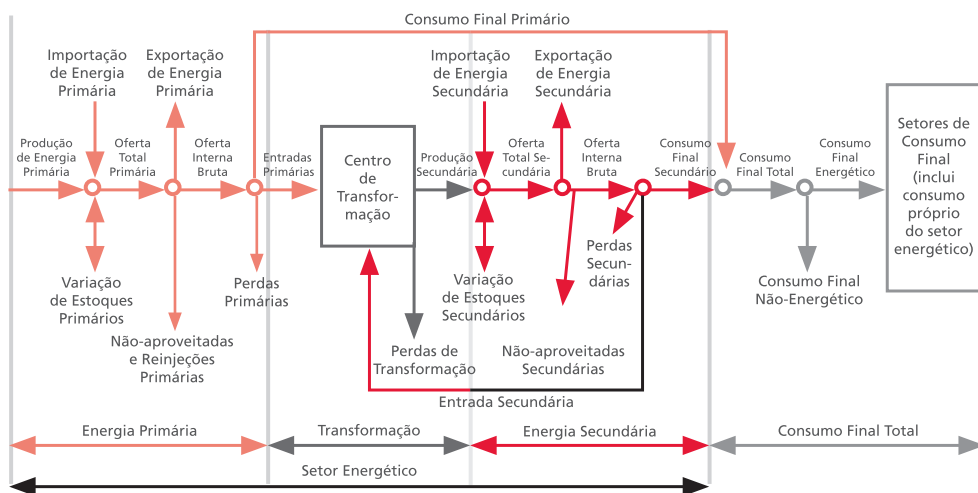 Consumo Final Primário
Importação
de Energia
Primária
Exportação
de Energia
Primária
Importação
de Energia
Secundária
Exportação
de Energia
Secundária
Produção
de Energia
Primária
Oferta
Total
Primária
Oferta
Interna
Bruta
Entradas
Primárias
Centro
de
Transfor-
mação
Produção
Secundária
Oferta
Total Se-
cundária
Oferta
Interna
Bruta
Consumo
Final
Secundário
Consumo
Final Total
Consumo
Final
Energético
Setores de
Consumo
Final
(inclui
consumo
próprio
do setor
energético)
Variação
de Estoques
Primários
Perdas
Primárias
Não-aproveitadas
e Reinjeções
Primárias
Perdas de
Transformação
Variação
de Estoques
Secundários
Perdas
Secun-
dárias
Não-aproveitadas
Secundárias
Consumo Final
Não-Energético
Entrada Secundária
Energia Primária
Transformação
Energia Secundária
Consumo Final Total
Setor Energético